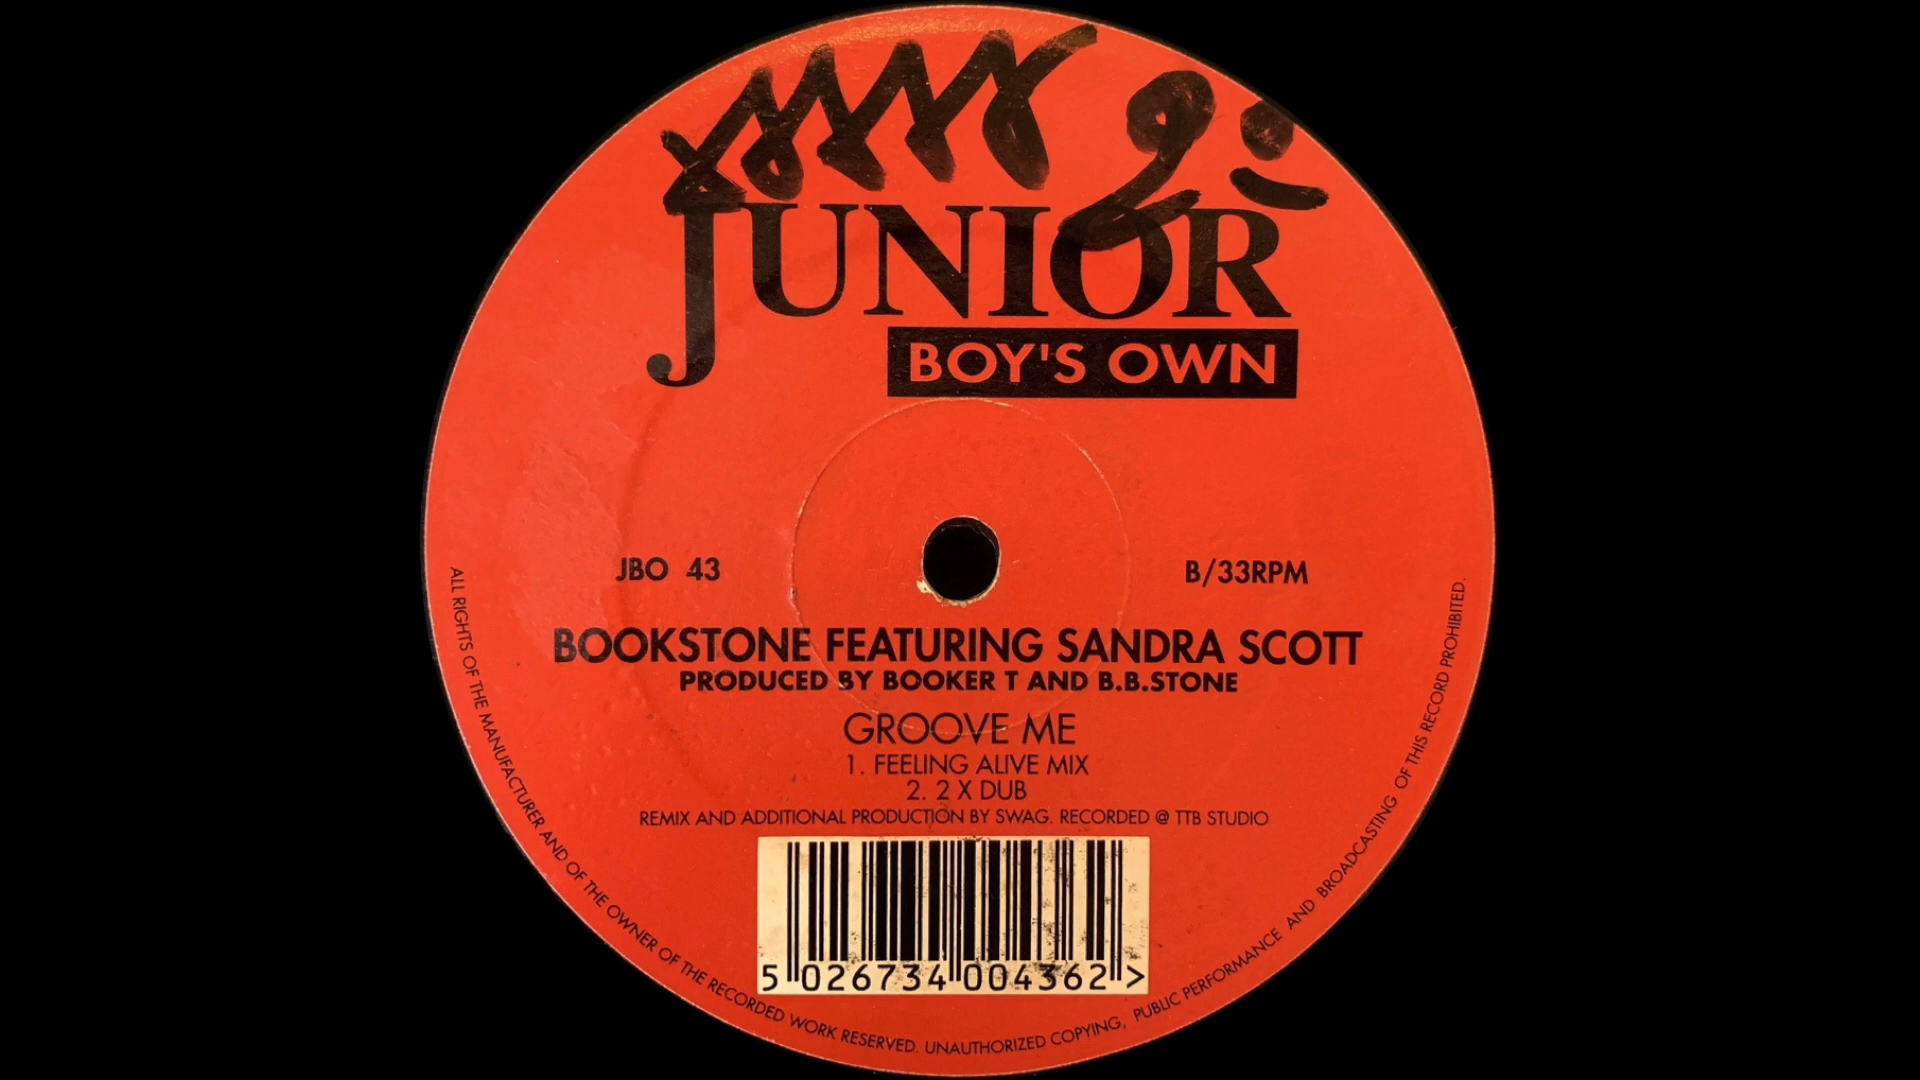 JUNIOR
BOY'S OWN
JBO 43
B/33RPM
BOOKSTONE FEATURING SANDRA SCOTT
PRODUCED BY BOOKER T AND B.B.STONE
GROOVE ME
1. FEELING ALIVE MIX
2. 2 X DUB
REMIX AND ADDITIONAL PRODUCTION BY SWAG. RECORDED @ TTB STUDIO
5 026734 004362 >
ALL RIGHTS OF THE MANUFACTURER AND OF THE OWNER OF THE RECORDED WORK RESERVED. UNAUTHORIZED COPYING, PUBLIC PERFORMANCE AND BROADCASTING OF THIS RECORD PROHIBITED.